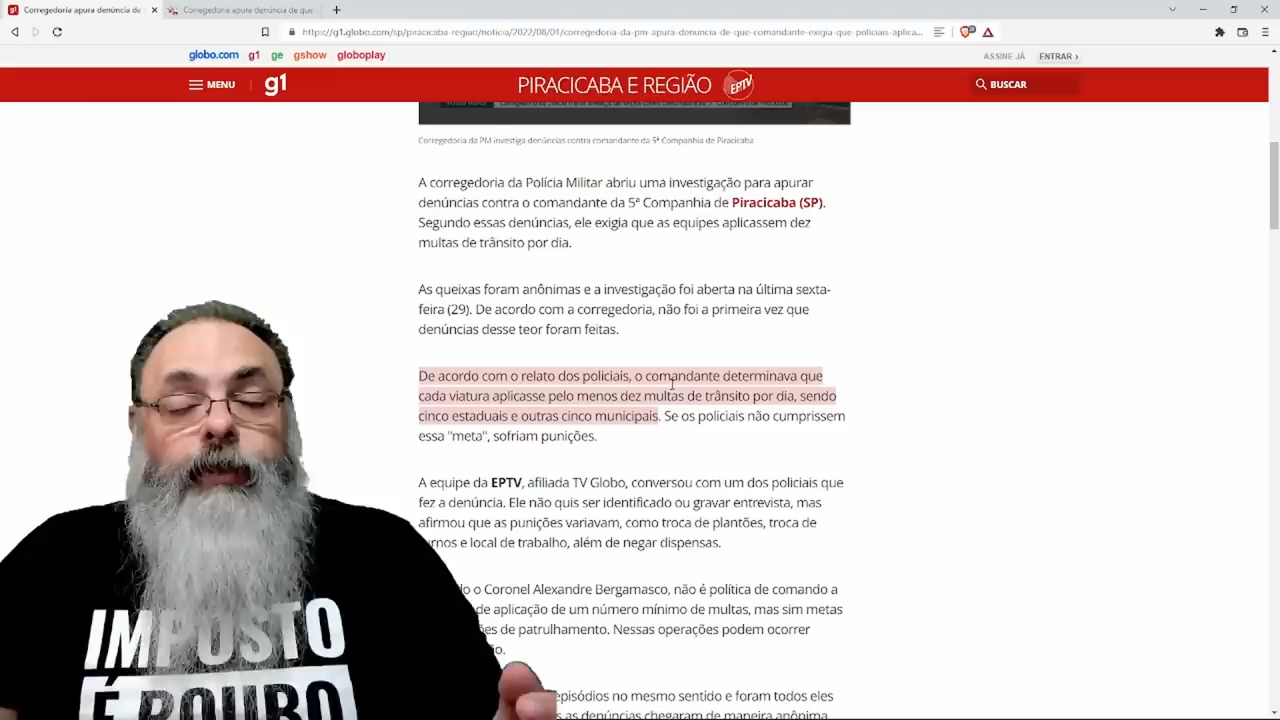 Corregedoria apura denúncia de
Corregedoria apura denúncia de que
https://g1.globo.com/sp/piracicaba-regiao/noticia/2022/08/01/corregedoria-da-pm-apura-denuncia-de-que-comandante-exigia-que-policiais-aplica...
globo.com g1 ge gshow globoplay
ASSINE JÁ ENTRAR ›
MENU g1 PIRACICABA E REGIÃO EPTV BUSCAR
Corregedoria da PM investiga denúncias contra comandante da 5ª Companhia de Piracicaba
A corregedoria da Polícia Militar abriu uma investigação para apurar
denúncias contra o comandante da 5ª Companhia de Piracicaba (SP).
Segundo essas denúncias, ele exigia que as equipes aplicassem dez
multas de trânsito por dia.
As queixas foram anônimas e a investigação foi aberta na última sexta-
feira (29). De acordo com a corregedoria, não foi a primeira vez que
denúncias desse teor foram feitas.
De acordo com o relato dos policiais, o comandante determinava que
cada viatura aplicasse pelo menos dez multas de trânsito por dia, sendo
cinco estaduais e outras cinco municipais. Se os policiais não cumprissem
essa "meta", sofriam punições.
A equipe da EPTV, afiliada TV Globo, conversou com um dos policiais que
fez a denúncia. Ele não quis ser identificado ou gravar entrevista, mas
afirmou que as punições variavam, como troca de plantões, troca de
e local de trabalho, além de negar dispensas.
o Coronel Alexandre Bergamasco, não é política de comando a
de aplicação de um número mínimo de multas, mas sim metas
de patrulhamento. Nessas operações podem ocorrer
episódios no mesmo sentido e foram todos eles
as denúncias chegaram de maneira anônima
IMPOSTO
É ROUBO